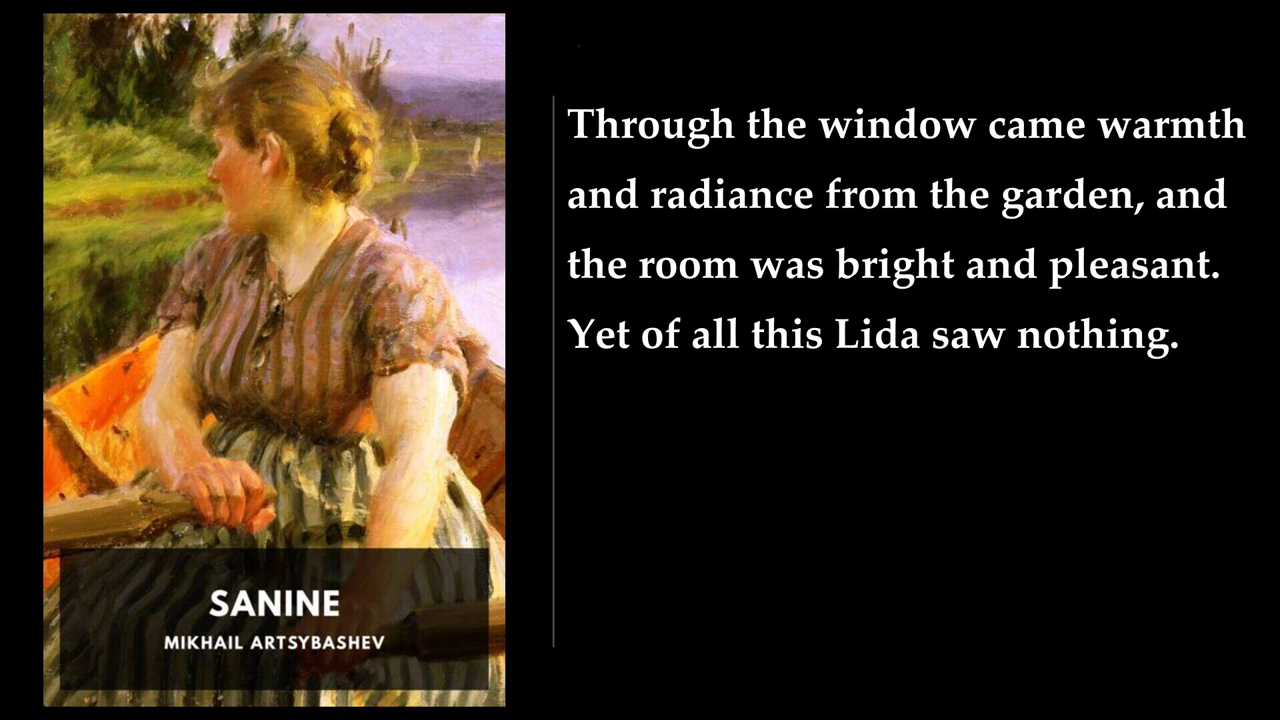 SANINE
MIKHAIL ARTSYBASHEV
Through the window came warmth
and radiance from the garden, and
the room was bright and pleasant.
Yet of all this Lida saw nothing.